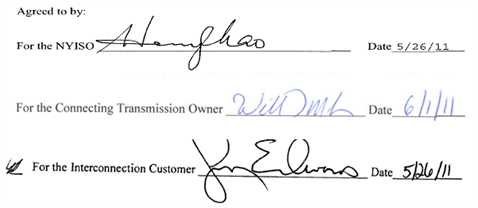 Agreed to by:
For the NYISO Date 5/26/11
For the Connecting Transmission Owner Date 6/1/11
For the Interconnection Customer Date 5/26/11